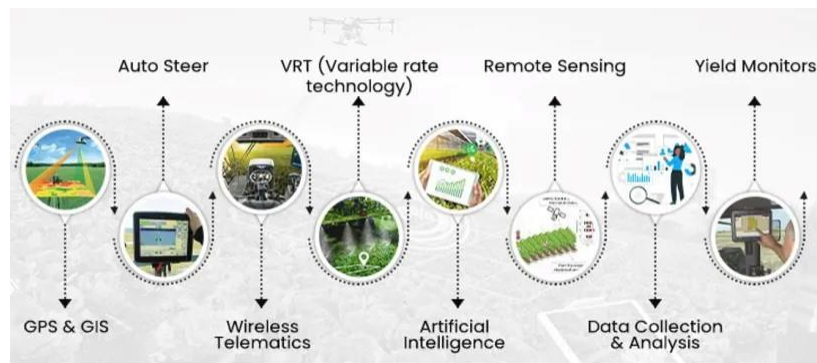 Auto Steer
VRT (Variable rate
technology)
Remote Sensing
Yield Monitors
GPS & GIS
Wireless
Telematics
Artificial
Intelligence
Data Collection
& Analysis